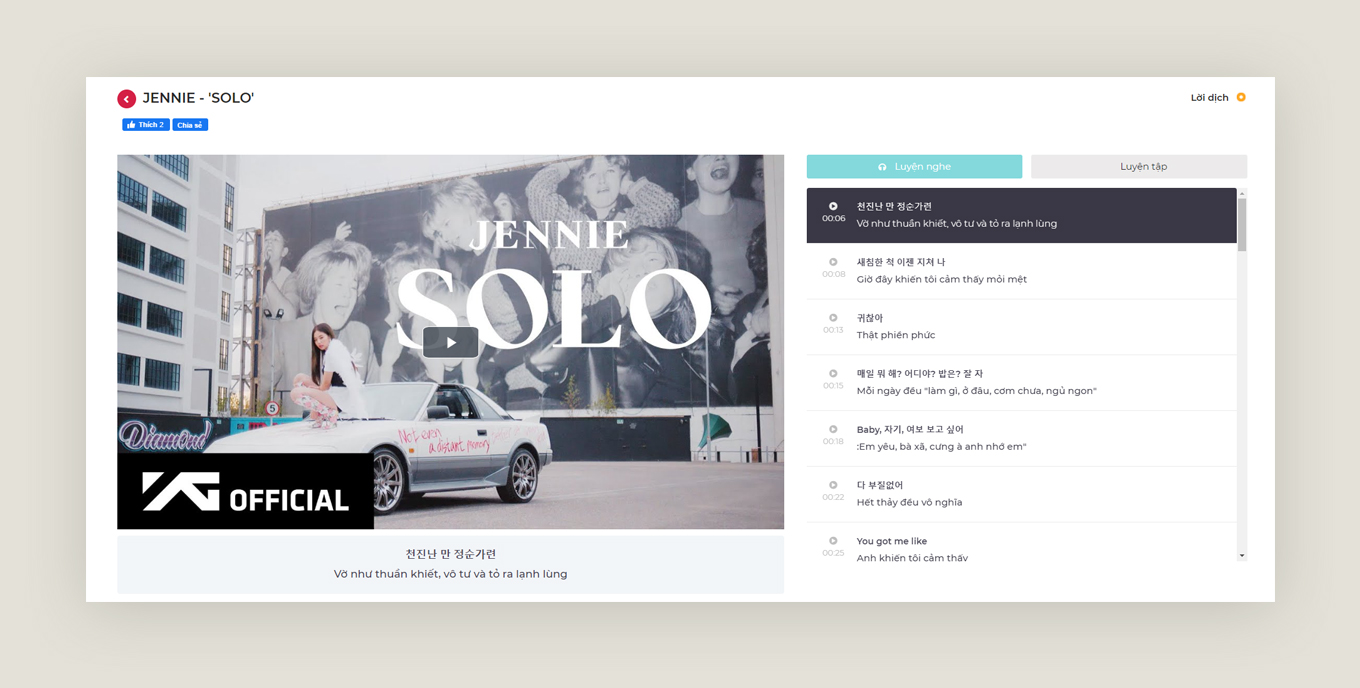 JENNIE - 'SOLO'
Lời dịch
Thích 2
Chia sẻ
JENNIE
SOLO
5
Diamond
Not even
a distant memory
YG OFFICIAL
천진난 만 정순가련
Vờ như thuần khiết, vô tư và tỏ ra lạnh lùng
Luyện nghe
Luyện tập
00:06
천진난 만 정순가련
Vờ như thuần khiết, vô tư và tỏ ra lạnh lùng
00:08
새침한 척 이젠 지쳐 나
Giờ đây khiến tôi cảm thấy mỏi mệt
00:13
귀찮아
Thật phiền phức
00:15
매일 뭐 해? 어디야? 밥은? 잘 자
Mỗi ngày đều "làm gì, ở đâu, cơm chưa, ngủ ngon"
00:18
Baby, 자기, 여보 보고 싶어
:Em yêu, bà xã, cưng à anh nhớ em"
00:22
다 부질없어
Hết thảy đều vô nghĩa
00:25
You got me like
Anh khiến tôi cảm thấy